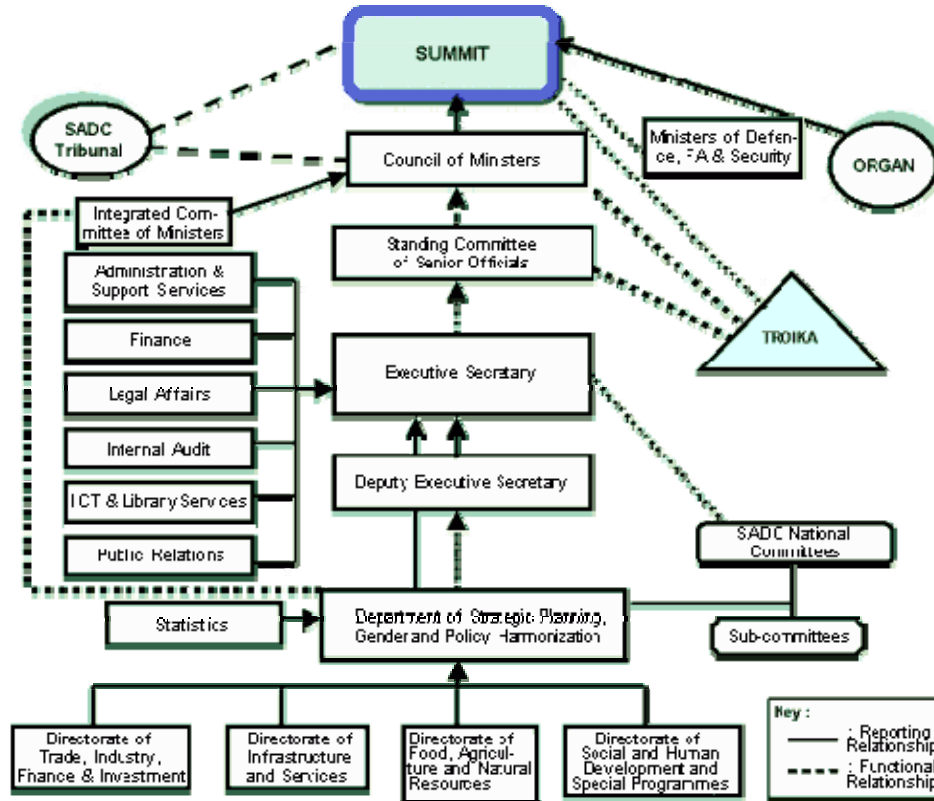 SUMMIT
SADC
Tribunal
Council of Minsters
Ministers of Defen-
ce, FA & Security
ORGAN
Integrated Com-
mittee of Ministers
Standing Committee
of Senior Officials
Administration &
Support Services
Finance
TROIKA
Executive Secretary
Legal Affairs
Internal Audit
Deputy Executive Secretary
ICT & Library Services
Public Relations
SADC National
Committees
Statistics
Department of Strategic Planning,
Gender and Policy Harmonization
Sub-committees
Directorate of
Trade, Industry,
Finance & Investment
Directorate of
Infrastructure
and Services
Directorate of
Food, Agricul-
ture and Natural
Resources
Directorate of
Social and Human
Development and
Special Programmes
Key :
: Reporting
Relationship
: Functional
Relationship